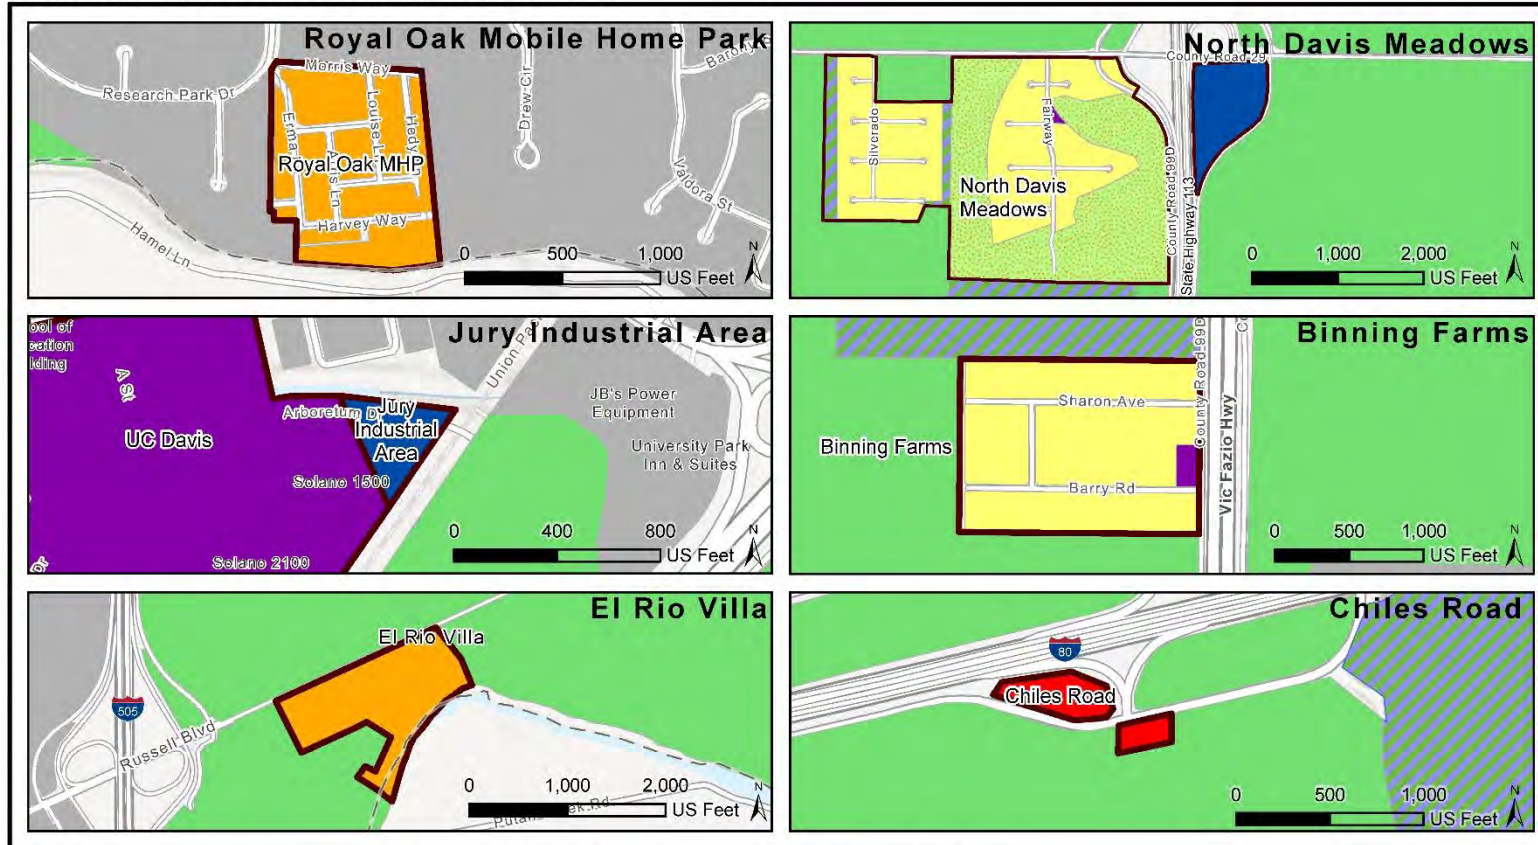 Royal Oak Mobile Home Park
Morris Way
Research Park Dr
Louise L
Hedy
Erma
Royal Oak MHP
Harvey Way
Hamel Ln
Drew Cir
Valdora St
0 500 1,000
US Feet
N
North Davis Meadows
County Road 29
Silverado
Fairway
North Davis
Meadows
County Road 99D
State Highway 113
0 1,000 2,000
US Feet
N
Jury Industrial Area
ool of
cation
lding
A St
UC Davis
Arboretum D
Jury
Industrial
Area
Solano 1500
Solano 2100
Union
JB's Power
Equipment
University Park
Inn & Suites
0 400 800
US Feet
N
Binning Farms
Sharon Ave
Binning Farms
Barry Rd
County Road 99D
Vic Fazio Hwy
0 500 1,000
US Feet
N
El Rio Villa
El Rio Villa
505
Russell Blvd
0 1,000 2,000
US Feet
N
Chiles Road
80
Chiles Road
0 500 1,000
US Feet
N